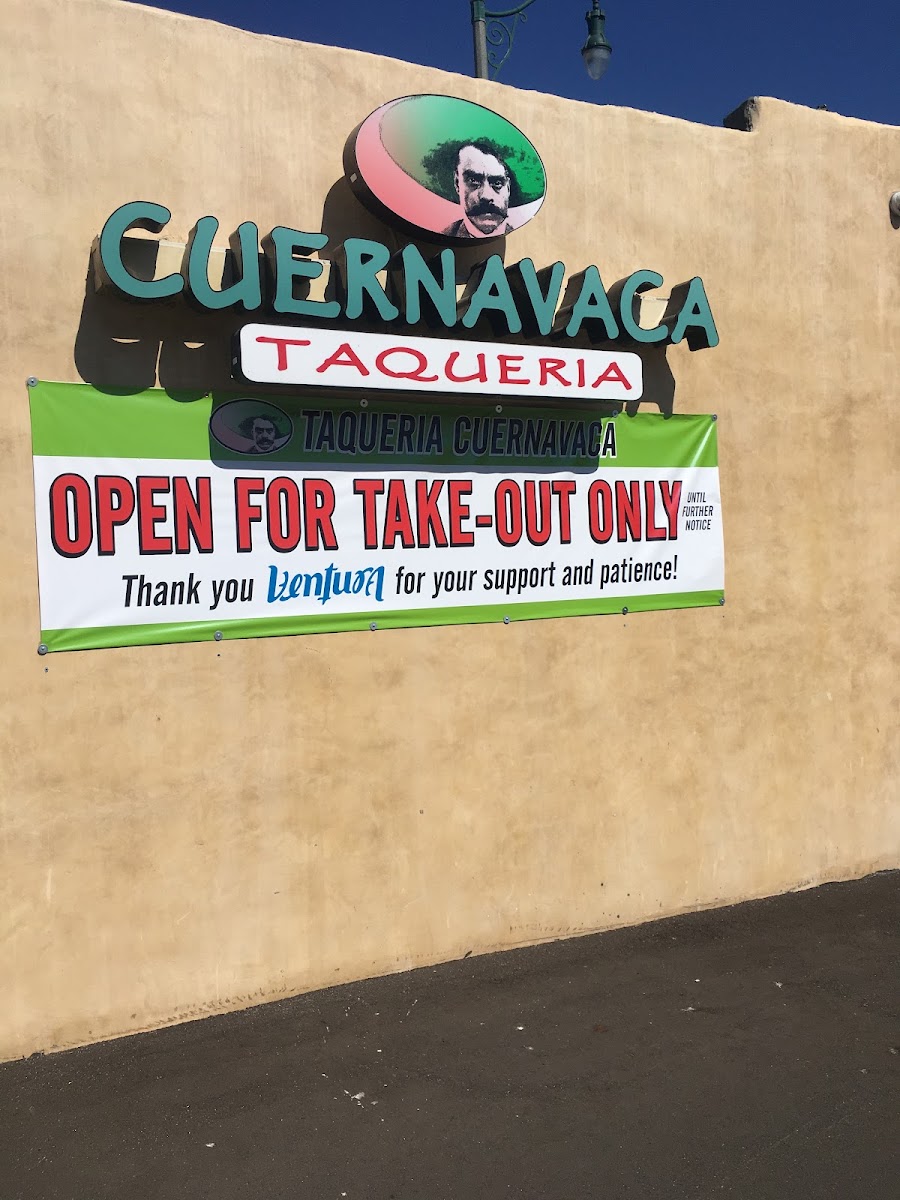 CUERNAVACA
TAQUERIA
TAQUERIA CUERNAVACA
OPEN FOR TAKE-OUT ONLY
UNTIL
FURTHER
NOTICE
Thank you Ventura for your support and patience!